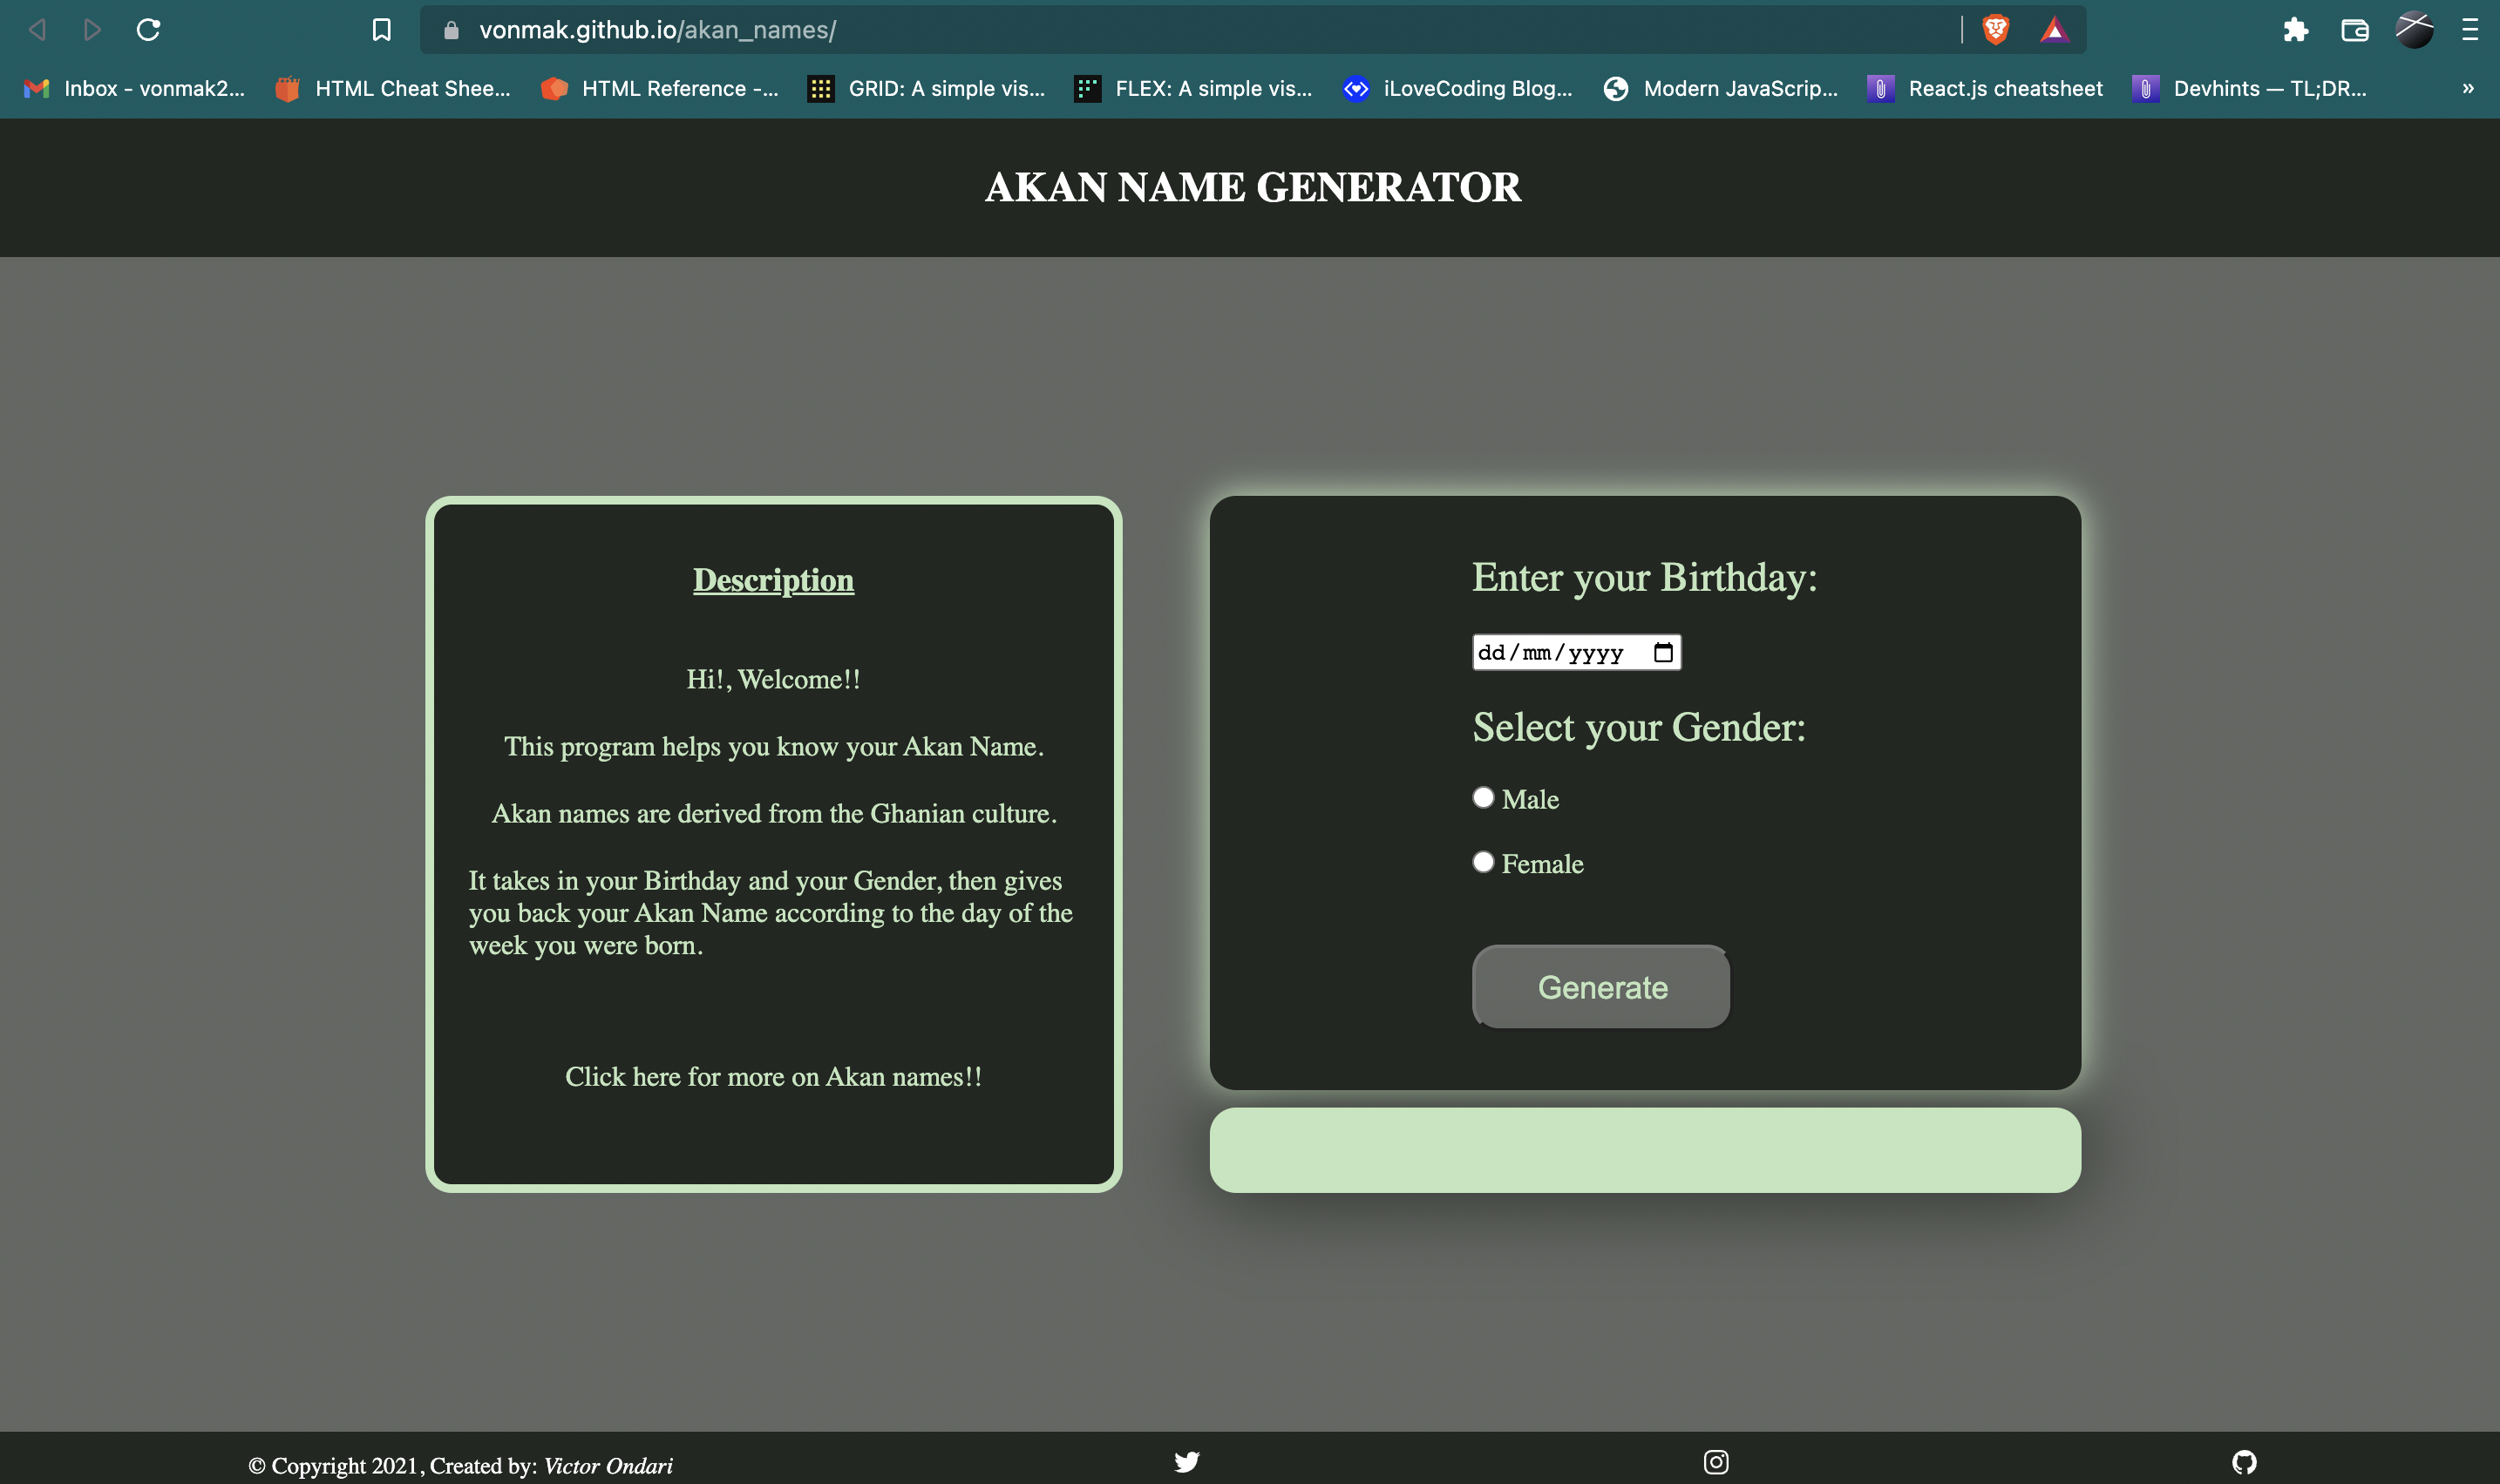 vonmak.github.io/akan_names/
Inbox - vonmak2... HTML Cheat Shee... HTML Reference -... GRID: A simple vis... FLEX: A simple vis... iLoveCoding Blog... Modern JavaScrip... React.js cheatsheet Devhints — TL;DR... »
AKAN NAME GENERATOR
Description
Hi!, Welcome!!
This program helps you know your Akan Name.
Akan names are derived from the Ghanian culture.
It takes in your Birthday and your Gender, then gives
you back your Akan Name according to the day of the
week you were born.
Click here for more on Akan names!!
Enter your Birthday:
dd/mm/yyyy
Select your Gender:
Male
Female
Generate
© Copyright 2021, Created by: Victor Ondari